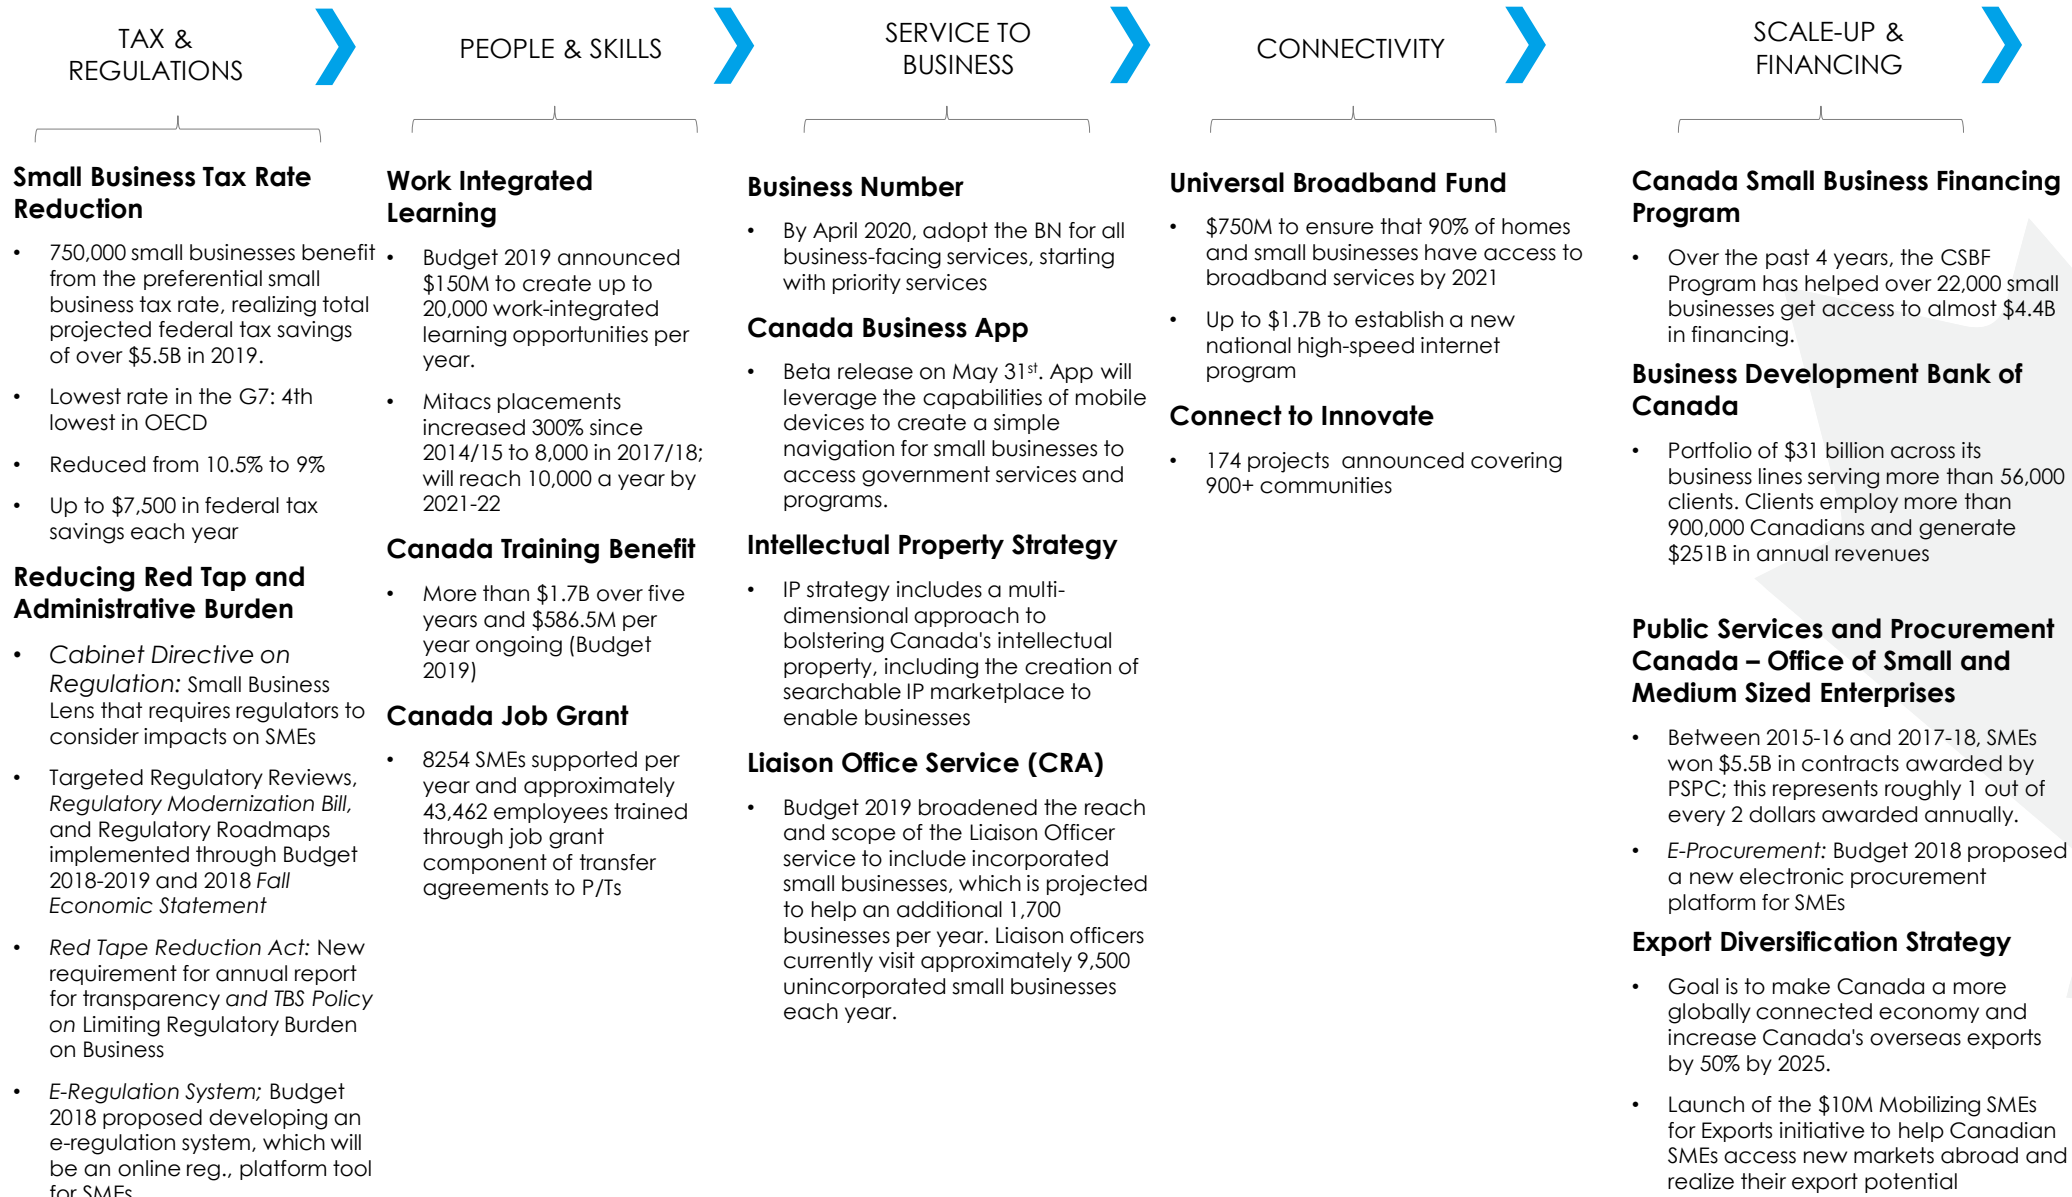 TAX &
REGULATIONS
Small Business Tax Rate
Reduction
• 750,000 small businesses benefit
from the preferential small
business tax rate, realizing total
projected federal tax savings
of over $5.5B in 2019.
• Lowest rate in the G7: 4th
lowest in OECD
• Reduced from 10.5% to 9%
• Up to $7,500 in federal tax
savings each year
Reducing Red Tap and
Administrative Burden
• Cabinet Directive on
Regulation: Small Business
Lens that requires regulators to
consider impacts on SMEs
• Targeted Regulatory Reviews,
Regulatory Modernization Bill,
and Regulatory Roadmaps
implemented through Budget
2018-2019 and 2018 Fall
Economic Statement
• Red Tape Reduction Act: New
requirement for annual report
for transparency and TBS Policy
on Limiting Regulatory Burden
on Business
• E-Regulation System; Budget
2018 proposed developing an
e-regulation system, which will
be an online reg., platform tool
for SMEs
PEOPLE & SKILLS
Work Integrated
Learning
• Budget 2019 announced
$150M to create up to
20,000 work-integrated
learning opportunities per
year.
• Mitacs placements
increased 300% since
2014/15 to 8,000 in 2017/18;
will reach 10,000 a year by
2021-22
Canada Training Benefit
• More than $1.7B over five
years and $586.5M per
year ongoing (Budget
2019)
Canada Job Grant
• 8254 SMEs supported per
year and approximately
43,462 employees trained
through job grant
component of transfer
agreements to P/Ts
SERVICE TO
BUSINESS
Business Number
• By April 2020, adopt the BN for all
business-facing services, starting
with priority services
Canada Business App
• Beta release on May 31st. App will
leverage the capabilities of mobile
devices to create a simple
navigation for small businesses to
access government services and
programs.
Intellectual Property Strategy
• IP strategy includes a multi-
dimensional approach to
bolstering Canada's intellectual
property, including the creation of
searchable IP marketplace to
enable businesses
Liaison Office Service (CRA)
• Budget 2019 broadened the reach
and scope of the Liaison Officer
service to include incorporated
small businesses, which is projected
to help an additional 1,700
businesses per year. Liaison officers
currently visit approximately 9,500
unincorporated small businesses
each year.
CONNECTIVITY
Universal Broadband Fund
• $750M to ensure that 90% of homes
and small businesses have access to
broadband services by 2021
• Up to $1.7B to establish a new
national high-speed internet
program
Connect to Innovate
• 174 projects announced covering
900+ communities
SCALE-UP &
FINANCING
Canada Small Business Financing
Program
• Over the past 4 years, the CSBF
Program has helped over 22,000 small
businesses get access to almost $4.4B
in financing.
Business Development Bank of
Canada
• Portfolio of $31 billion across its
business lines serving more than 56,000
clients. Clients employ more than
900,000 Canadians and generate
$251B in annual revenues
Public Services and Procurement
Canada – Office of Small and
Medium Sized Enterprises
• Between 2015-16 and 2017-18, SMEs
won $5.5B in contracts awarded by
PSPC; this represents roughly 1 out of
every 2 dollars awarded annually.
• E-Procurement: Budget 2018 proposed
a new electronic procurement
platform for SMEs
Export Diversification Strategy
• Goal is to make Canada a more
globally connected economy and
increase Canada's overseas exports
by 50% by 2025.
• Launch of the $10M Mobilizing SMEs
for Exports initiative to help Canadian
SMEs access new markets abroad and
realize their export potential